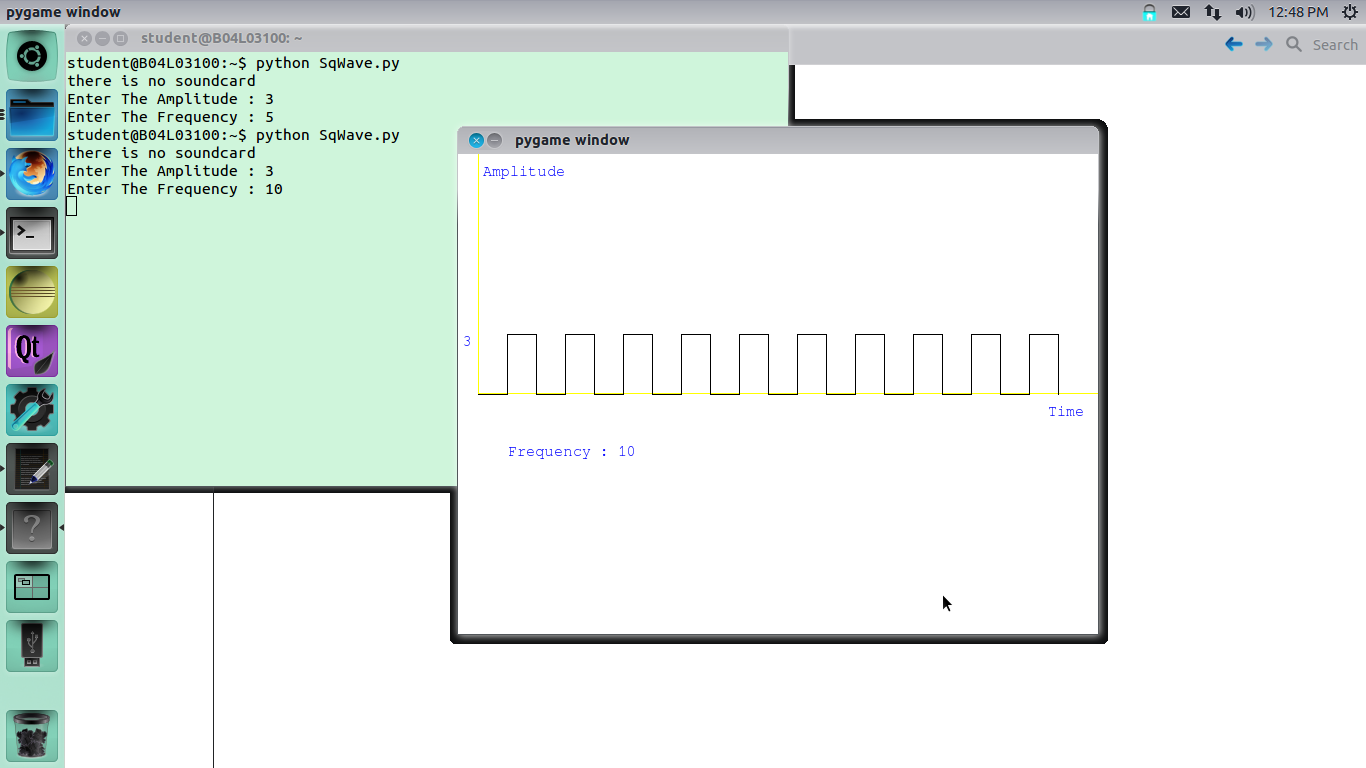 pygame window
12:48 PM
student@B04L03100: ~
Search
student@B04L03100:~$ python SqWave.py
there is no soundcard
Enter The Amplitude : 3
Enter The Frequency : 5
student@B04L03100:~$ python SqWave.py
there is no soundcard
Enter The Amplitude : 3
Enter The Frequency : 10
pygame window
Amplitude
3
Time
Frequency : 10
>_
Qt
?